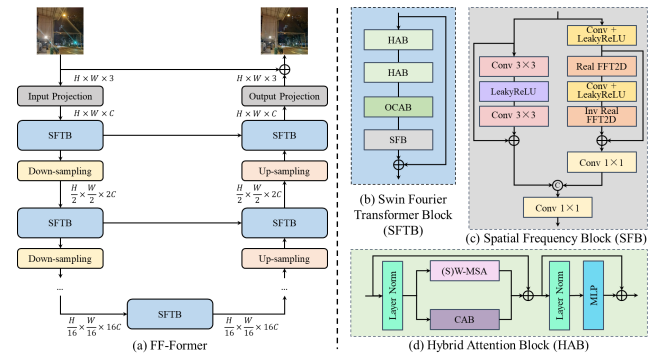 H×W×3
H×W×3
Input Projection
Output Projection
H×W×C
H×W×C
SFTB
SFTB
Down-sampling
Up-sampling
H/2 × W/2 ×2C
H/2 × W/2 ×2C
SFTB
SFTB
Down-sampling
Up-sampling
...
...
SFTB
H/16 × W/16 ×16C
H/16 × W/16 ×16C
(a) FF-Former
HAB
HAB
OCAB
SFB
(b) Swin Fourier
Transformer Block
(SFTB)
Conv 3×3
LeakyReLU
Conv 3×3
Conv +
LeakyReLU
Real FFT2D
Conv +
LeakyReLU
Inv Real
FFT2D
Conv 1×1
C
Conv 1×1
(c) Spatial Frequency Block (SFB)
Layer Norm
(S)W-MSA
CAB
Layer Norm
MLP
(d) Hybrid Attention Block (HAB)